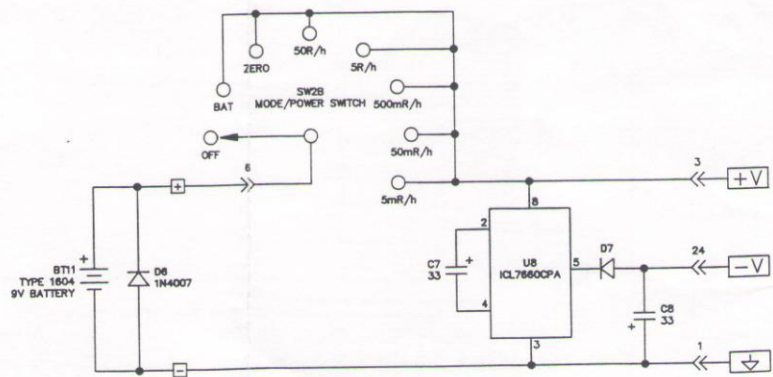 50R/h
ZERO
5R/h
SW2B
MODE/POWER SWITCH
500mR/h
BAT
OFF
50mR/h
6
3
+V
+
5mR/h
8
2
C7
33
+
U8
ICL7660CPA
5
D7
24
-V
BT11
TYPE 1604
9V BATTERY
+
D6
1N4007
4
C8
33
+
3
1
-